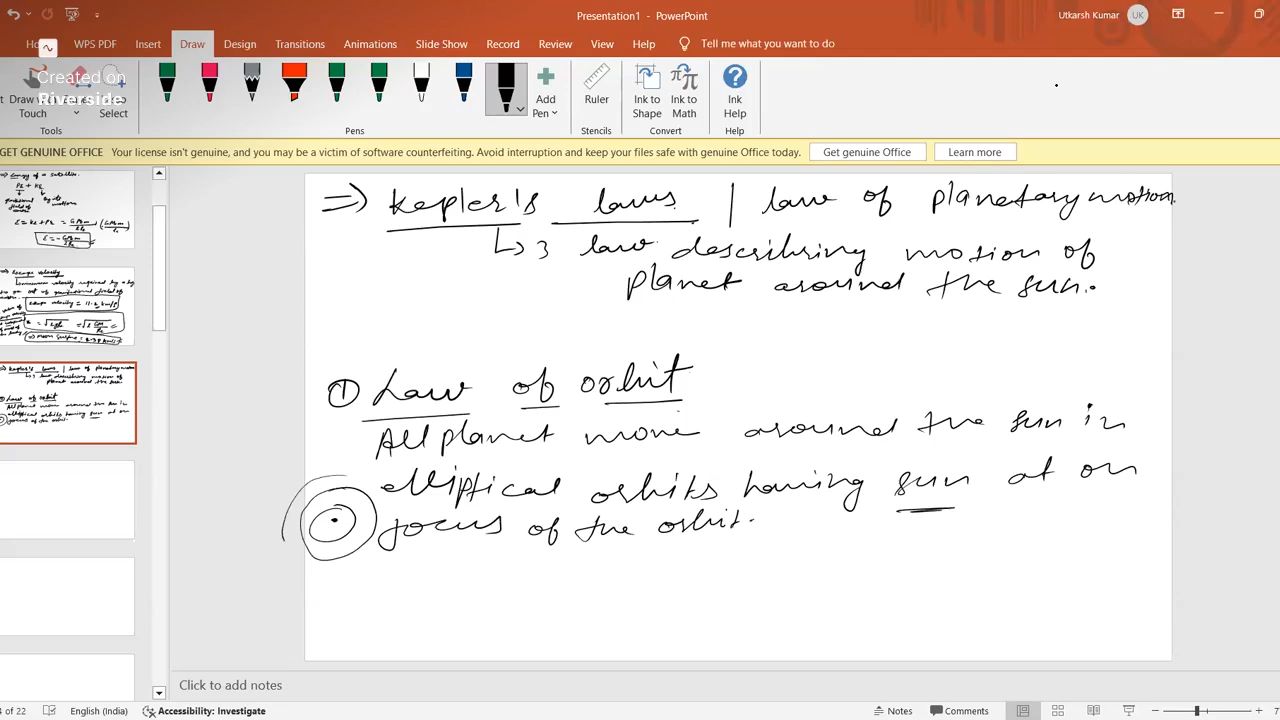 Presentation1 - PowerPoint
Utkarsh Kumar UK
WPS PDF Insert Draw Design Transitions Animations Slide Show Record Review View Help Tell me what you want to do
Created on
Riverside
Draw
Touch
Select
Add
Pen
Ruler
Ink to
Shape
Ink to
Math
Ink
Help
Tools Pens Stencils Convert Help
GET GENUINE OFFICE Your license isn't genuine, and you may be a victim of software counterfeiting. Avoid interruption and keep your files safe with genuine Office today. Get genuine Office Learn more
⇒ Kepler's laws | law of planetary motion.
↳ 3 law describing motion of
planet around the sun.
① Law of orbit
All planet move around the sun in
elliptical orbits having sun at on
focus of the orbit.
Click to add notes
of 22 English (India) Accessibility: Investigate Notes Comments 7